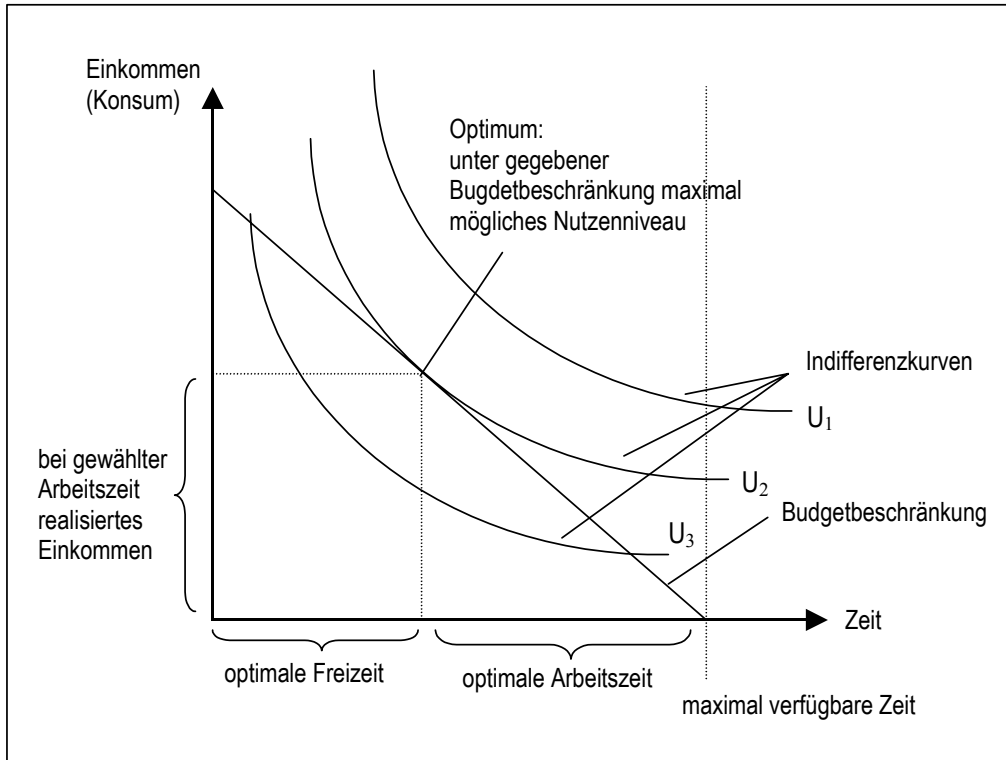 Einkommen
(Konsum)
Optimum:
unter gegebener
Bugdetbeschränkung maximal
mögliches Nutzenniveau
Indifferenzkurven
U₁
bei gewählter
Arbeitszeit
realisiertes
Einkommen
U₂
Budgetbeschränkung
U₃
Zeit
optimale Freizeit
optimale Arbeitszeit
maximal verfügbare Zeit